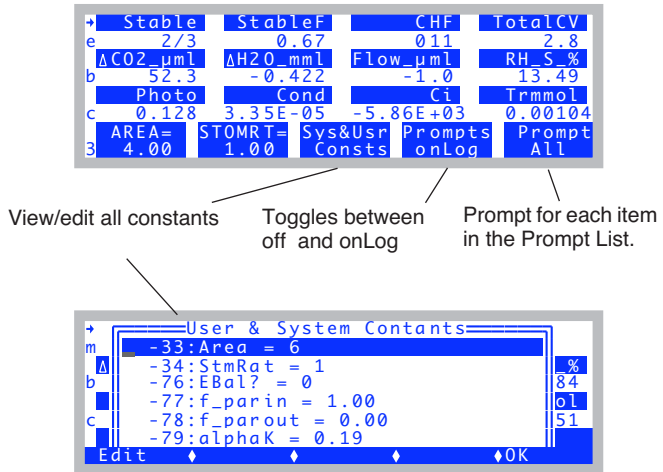 → Stable StableF CHF TotalCV
e 2/3 0.67 011 2.8
ΔCO2_µml ΔH2O_mml Flow_µml RH_S_%
b 52.3 -0.422 -1.0 13.49
Photo Cond Ci Trmmol
c 0.128 3.35E-05 -5.86E+03 0.00104
AREA= STOMRT= Sys&Usr Prompts Prompt
3 4.00 1.00 Consts onLog All
View/edit all constants
Toggles between
off and onLog
Prompt for each item
in the Prompt List.
→ User & System Contants
m -33:Area = 6
Δ -34:StmRat = 1 _%
b -76:EBal? = 0 84
-77:f_parin = 1.00 ol
c -78:f_parout = 0.00 51
-79:alphaK = 0.19
Edit ♦ ♦ ♦ ♦OK